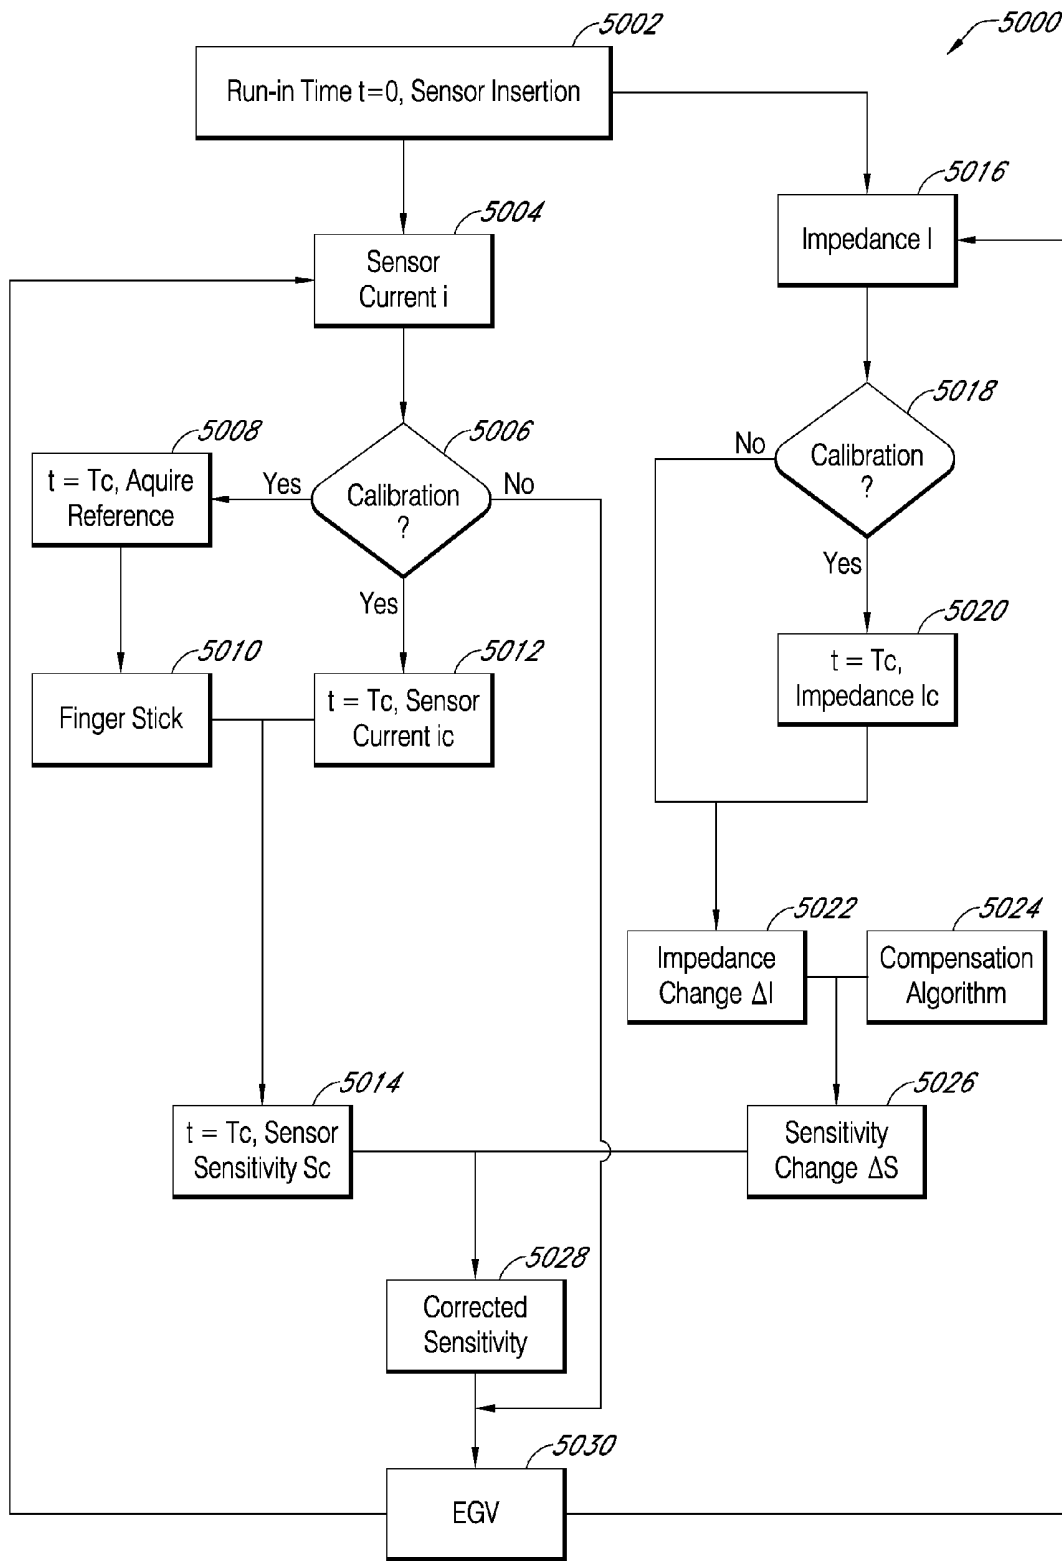 5002
5000
Run-in Time t=0, Sensor Insertion
5016
Impedance I
5004
Sensor
Current i
5018
Calibration
?
No
Yes
5006
Calibration
?
Yes
No
Yes
5008
t = Tc, Aquire
Reference
5020
t = Tc,
Impedance Ic
5010
Finger Stick
5012
t = Tc, Sensor
Current ic
5022
Impedance
Change ΔI
5024
Compensation
Algorithm
5014
t = Tc, Sensor
Sensitivity Sc
5026
Sensitivity
Change ΔS
5028
Corrected
Sensitivity
5030
EGV